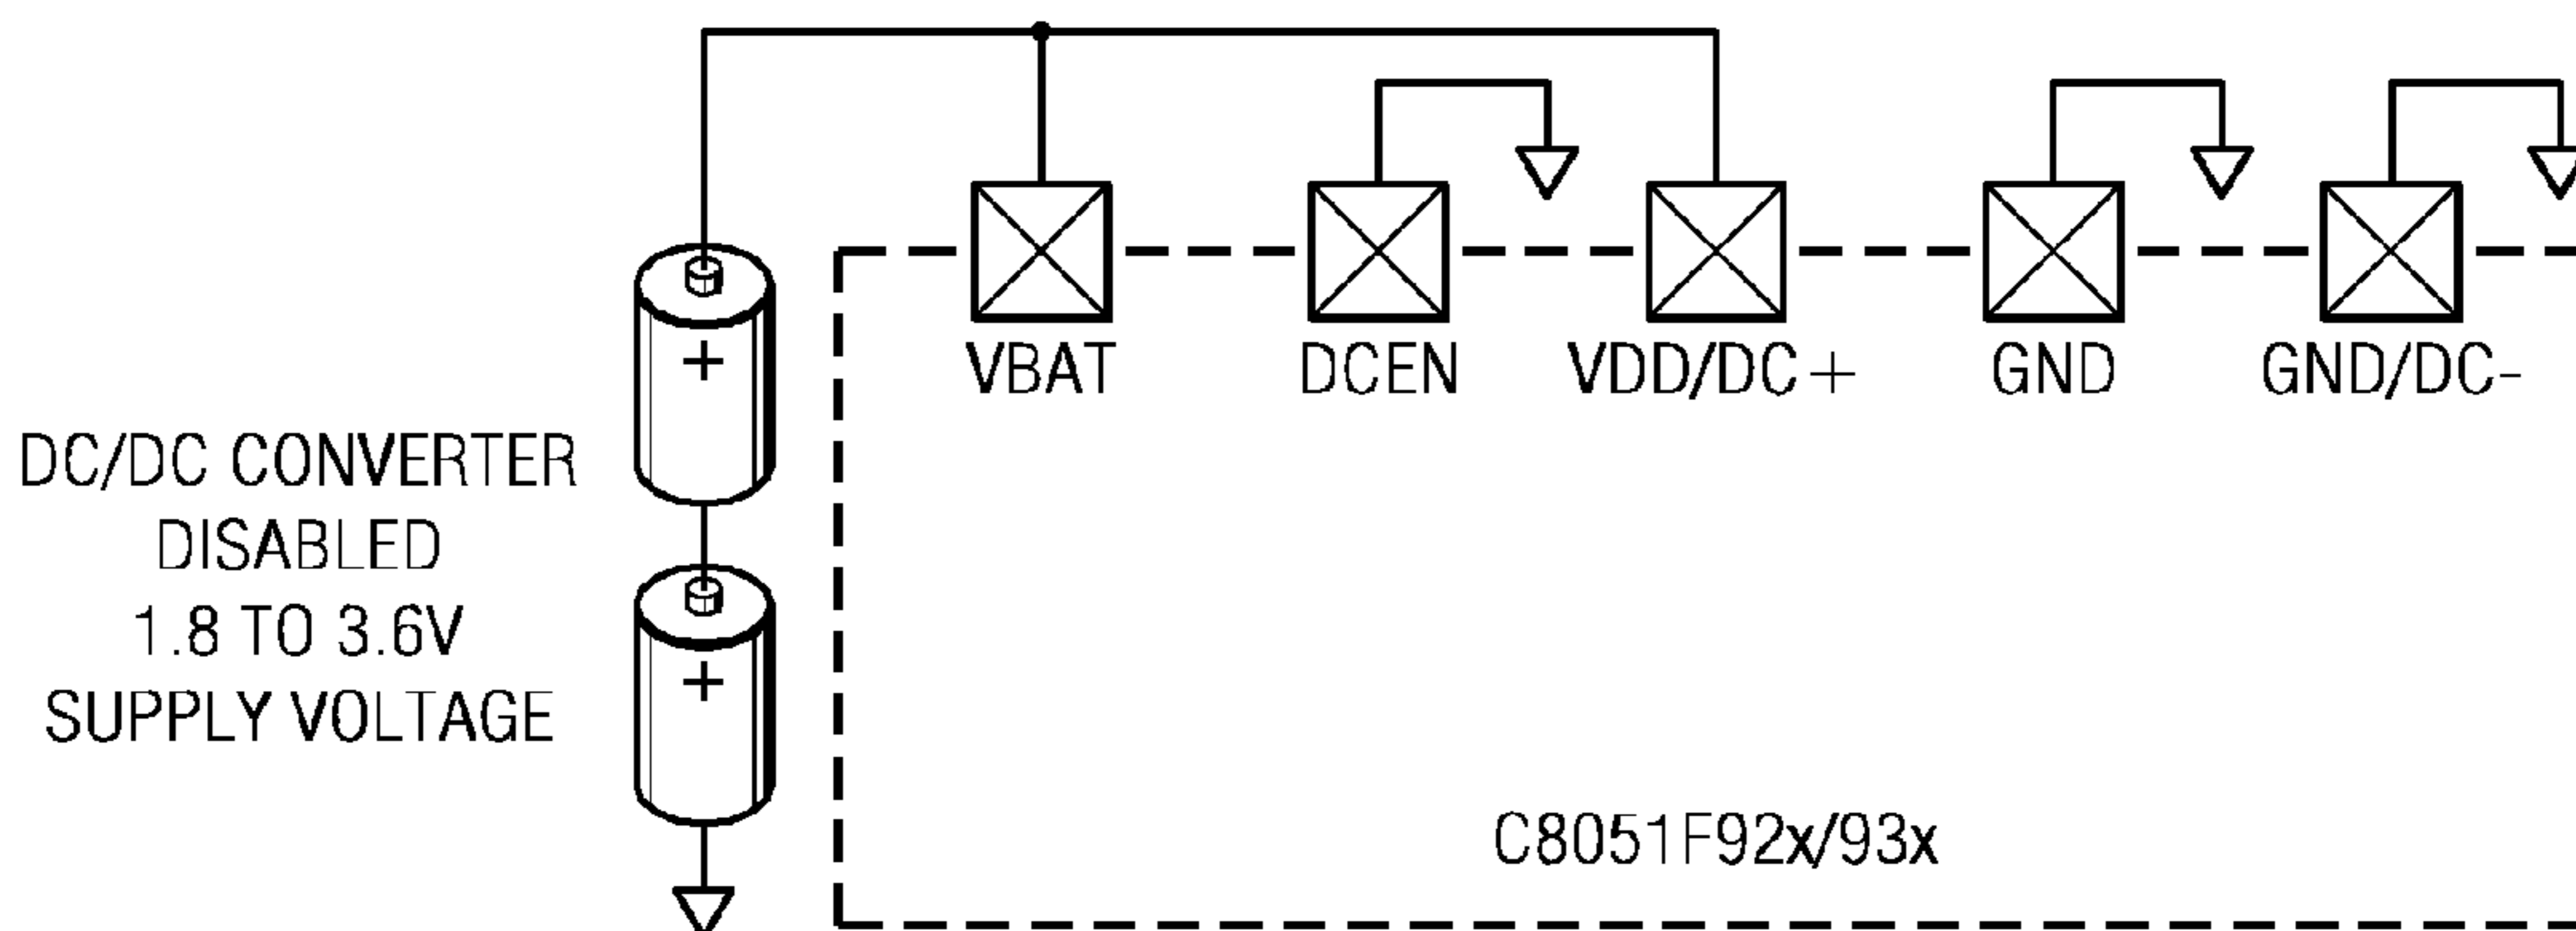 VBAT
DCEN
VDD/DC+
GND
GND/DC-
+
+
DC/DC CONVERTER
DISABLED
1.8 TO 3.6V
SUPPLY VOLTAGE
C8051F92x/93x